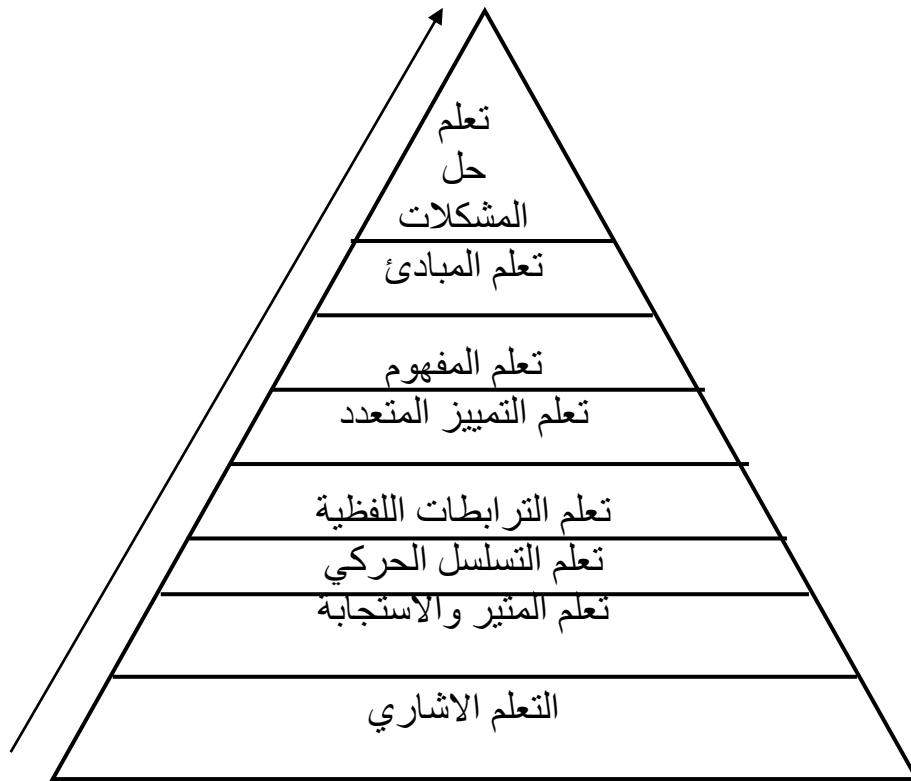 تعلم
حل
المشكلات
تعلم المبادئ
تعلم المفهوم
تعلم التمييز المتعدد
تعلم الترابطات اللفظية
تعلم التسلسل الحركي
تعلم المثير والاستجابة
التعلم الاشاري